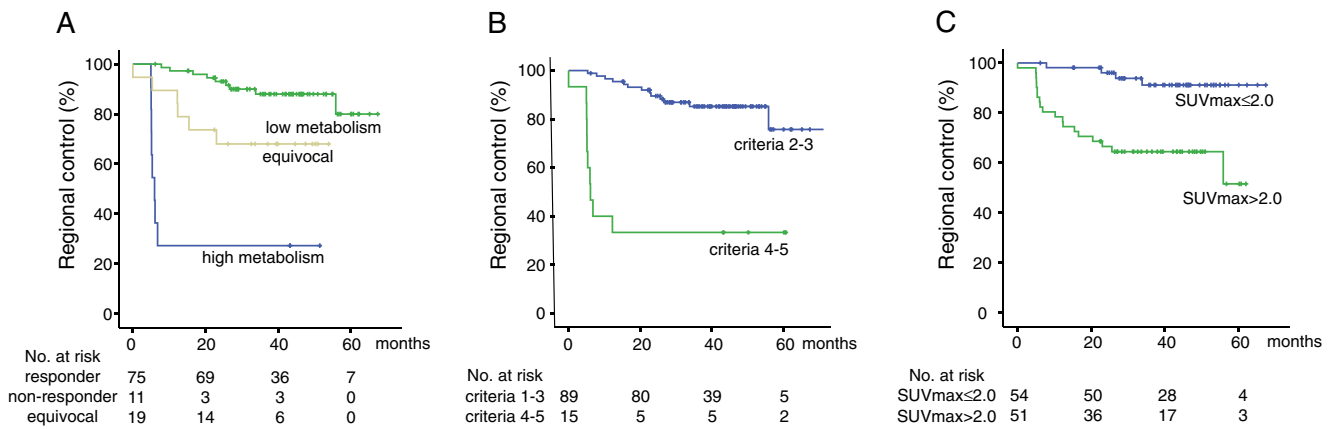 A
Regional control (%)
100
80
60
40
20
0
low metabolism
equivocal
high metabolism
0 20 40 60 months
No. at risk
responder 75 69 36 7
non-responder 11 3 3 0
equivocal 19 14 6 0
B
Regional control (%)
100
80
60
40
20
0
criteria 2-3
criteria 4-5
0 20 40 60 months
No. at risk
criteria 1-3 89 80 39 5
criteria 4-5 15 5 5 2
C
Regional control (%)
100
80
60
40
20
0
SUVmax≤2.0
SUVmax>2.0
0 20 40 60 months
No. at risk
SUVmax≤2.0 54 50 28 4
SUVmax>2.0 51 36 17 3